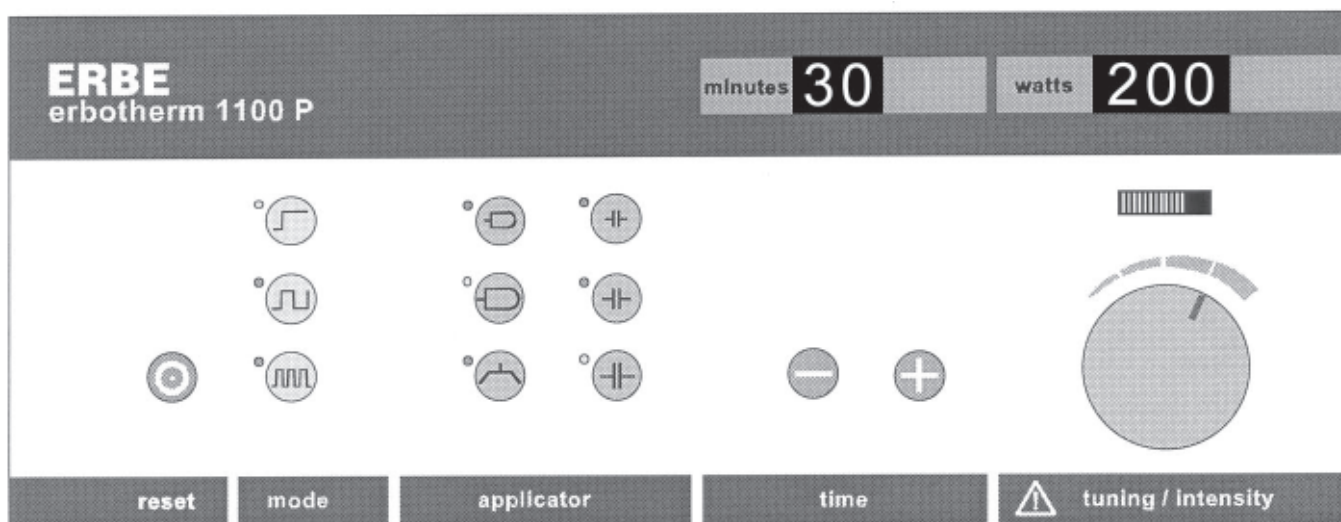 ERBE
erbotherm 1100 P
minutes 30
watts 200
reset
mode
applicator
time
tuning / intensity